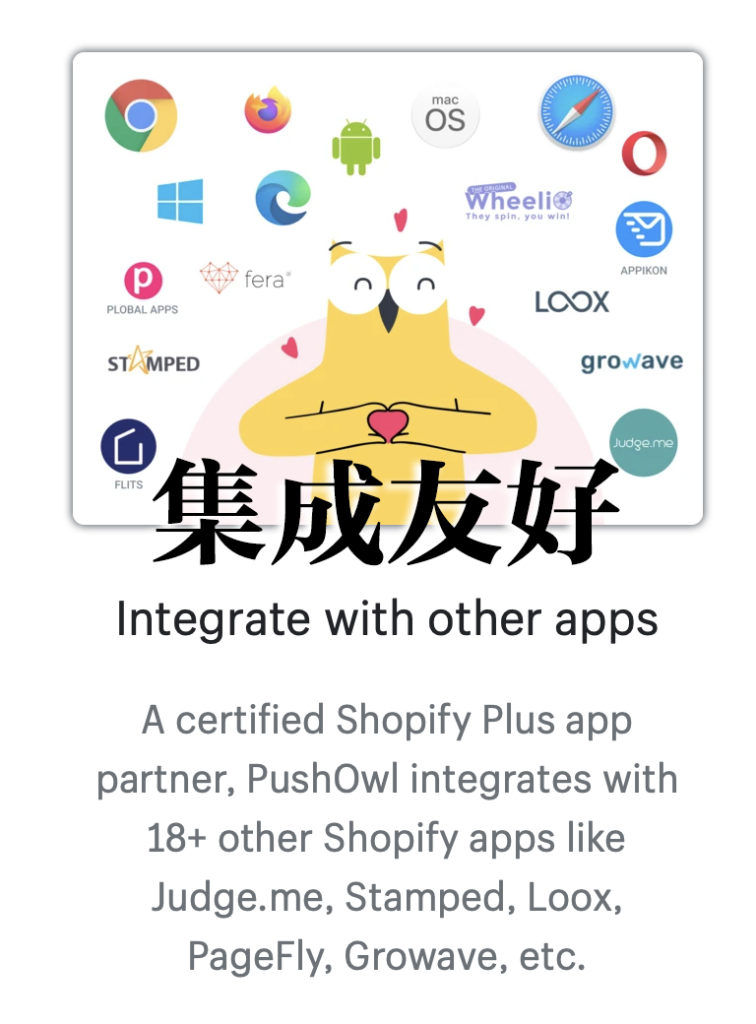 mac
OS
THE ORIGINAL
Wheelio
They spin, you win!
APPIKON
p
PLOBAL APPS
fera®
LOOX
STAMPED
growave
FLITS
Judge.me
集成友好
Integrate with other apps
A certified Shopify Plus app
partner, PushOwl integrates with
18+ other Shopify apps like
Judge.me, Stamped, Loox,
PageFly, Growave, etc.